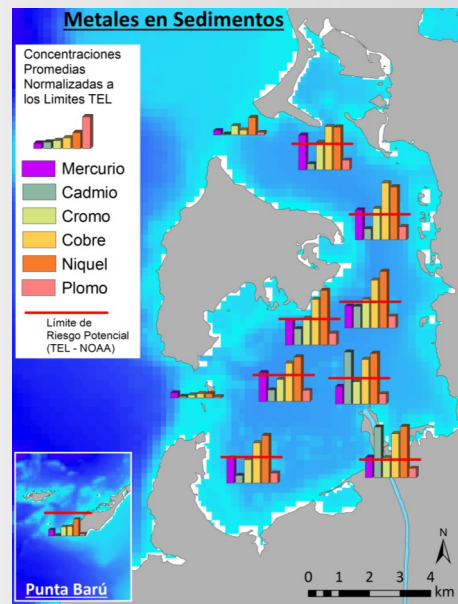 Metales en Sedimentos
Concentraciones
Promedias
Normalizadas a
los Limites TEL
Mercurio
Cadmio
Cromo
Cobre
Niquel
Plomo
Límite de
Riesgo Potencial
(TEL - NOAA)
Punta Barú
N
0 1 2 3 4
km